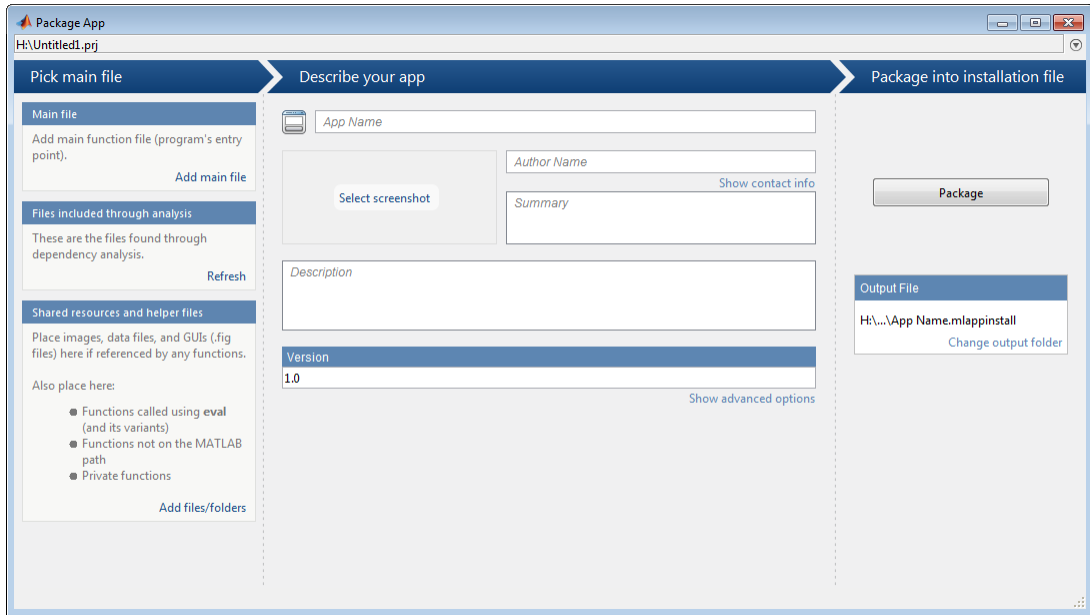 Package App
H:\Untitled1.prj
Pick main file
Describe your app
Package into installation file
Main file
Add main function file (program's entry
point).
Add main file
Files included through analysis
These are the files found through
dependency analysis.
Refresh
Shared resources and helper files
Place images, data files, and GUIs (.fig
files) here if referenced by any functions.
Also place here:
Functions called using eval
(and its variants)
Functions not on the MATLAB
path
Private functions
Add files/folders
App Name
Select screenshot
Author Name
Show contact info
Summary
Description
Version
1.0
Show advanced options
Package
Output File
H:\...\App Name.mlappinstall
Change output folder